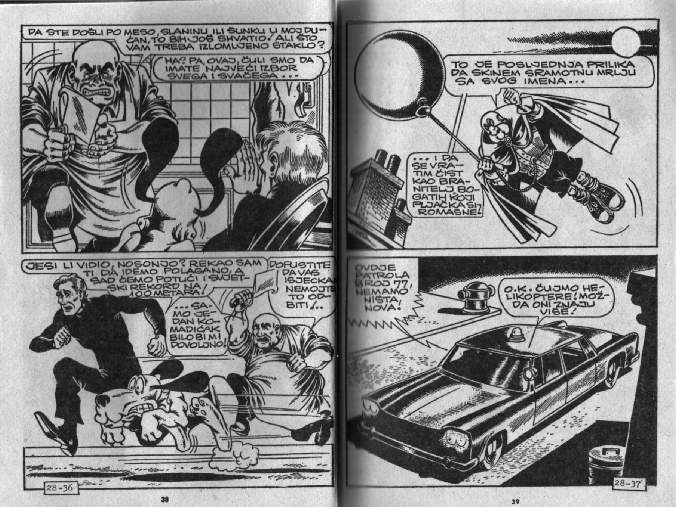 DA STE DOŠLI PO MESO, SLANINU ILI ŠUNKU U MOJ DU-
ĆAN, TO BIH JOŠ SHVATIO. ALI ŠTO
VAM TREBA IZLOMLJENO STAKLO?
HA? PA, OVAJ, ČULI SMO DA
IMATE NAJVEĆI IZBOR
SVEGA I SVAČEGA...
JESI LI VIDIO, NOSONJO? REKAO SAM
TI DA IDEMO POLAGANO, A
SAD ĆEMO POTUĆI I SVJET-
SKI REKORD NA
100 METARA!
...SA-
MO JE-
DAN KO-
MADIĆAK
BILO BI MI
DOVOLJNO!
DOPUSTITE
DA VAS
ISJECKAM
NEMOJTE
TO OD-
BITI!...
28-36
38
TO JE POSLJEDNJA PRILIKA
DA SKINEM SRAMOTNU MRLJU
SA SVOG IMENA...
...I DA
SE VRA-
TIM ČIST
KAO BRA-
NITELJ BO-
GATIH KOJI
PLJAČKA SI-
ROMAŠNE!
OVDJE
PATROLA
BROJ 77,
NEMAMO
NIŠTA
NOVA!
O.K. ČUJMO HE-
LIKOPTERE! MOŽ-
DA ONI ZNAJU
VIŠE!
28-37
39